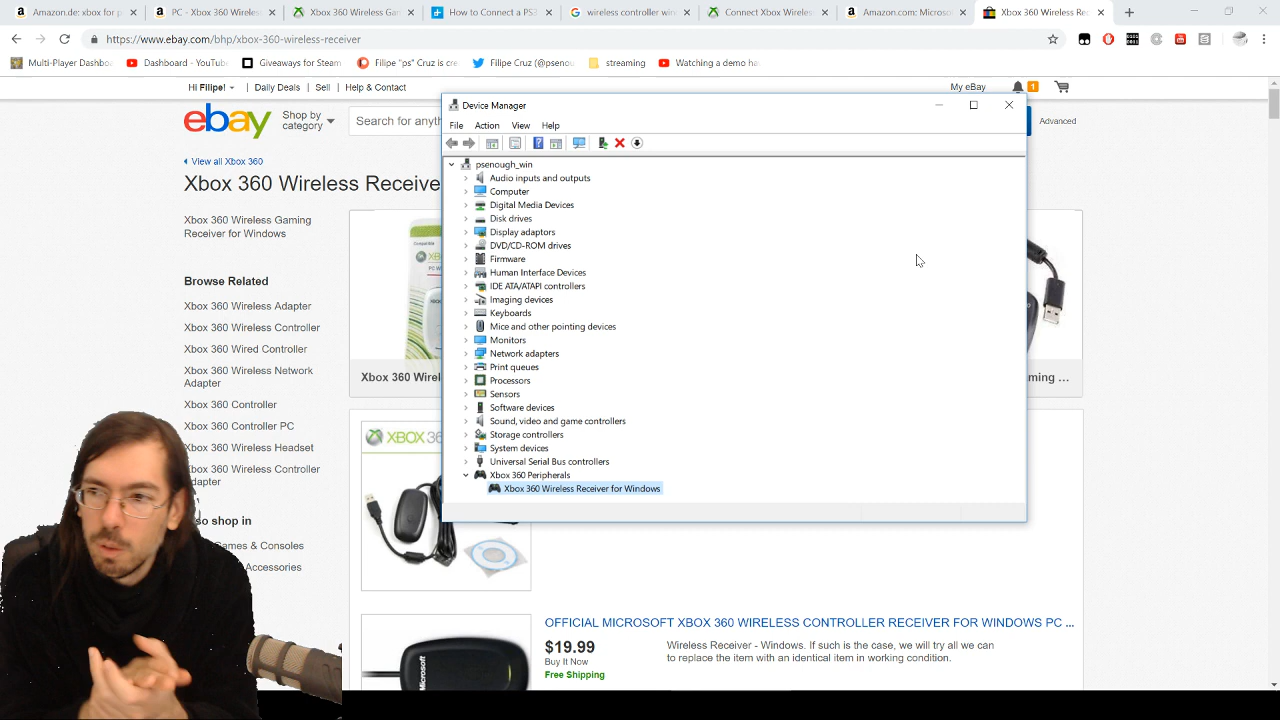 Amazon.de: xbox for p
PC - Xbox 360 Wireless
Xbox 360 Wireless Gam
How to Connect a PS3
wireless controller win
Connect Xbox Wireles
Amazon.com: Microso
Xbox 360 Wireless Rec
https://www.ebay.com/bhp/xbox-360-wireless-receiver
Multi-Player Dashbo
Dashboard - YouTube
Giveaways for Steam
Filipe "ps" Cruz is cre
Filipe Cruz (@pseno
streaming
Watching a demo ha
Hi Filipe!
Daily Deals
Sell
Help & Contact
My eBay
1
ebay
Shop by
category
Search for anyth
Advanced
View all Xbox 360
Xbox 360 Wireless Receive
Xbox 360 Wireless Gaming
Receiver for Windows
Browse Related
Xbox 360 Wireless Adapter
Xbox 360 Wireless Controller
Xbox 360 Wired Controller
Xbox 360 Wireless Network
Adapter
Xbox 360 Controller
Xbox 360 Controller PC
Xbox 360 Wireless Headset
Xbox 360 Wireless Controller
Adapter
so shop in
Games & Consoles
Accessories
Xbox 360 Wirel
ming ...
Device Manager
File
Action
View
Help
psenough_win
Audio inputs and outputs
Computer
Digital Media Devices
Disk drives
Display adaptors
DVD/CD-ROM drives
Firmware
Human Interface Devices
IDE ATA/ATAPI controllers
Imaging devices
Keyboards
Mice and other pointing devices
Monitors
Network adapters
Print queues
Processors
Sensors
Software devices
Sound, video and game controllers
Storage controllers
System devices
Universal Serial Bus controllers
Xbox 360 Peripherals
Xbox 360 Wireless Receiver for Windows
XBOX 36
OFFICIAL MICROSOFT XBOX 360 WIRELESS CONTROLLER RECEIVER FOR WINDOWS PC ...
$19.99
Buy It Now
Free Shipping
Wireless Receiver - Windows. If such is the case, we will try all we can
to replace the item with an identical item in working condition.
Microsoft